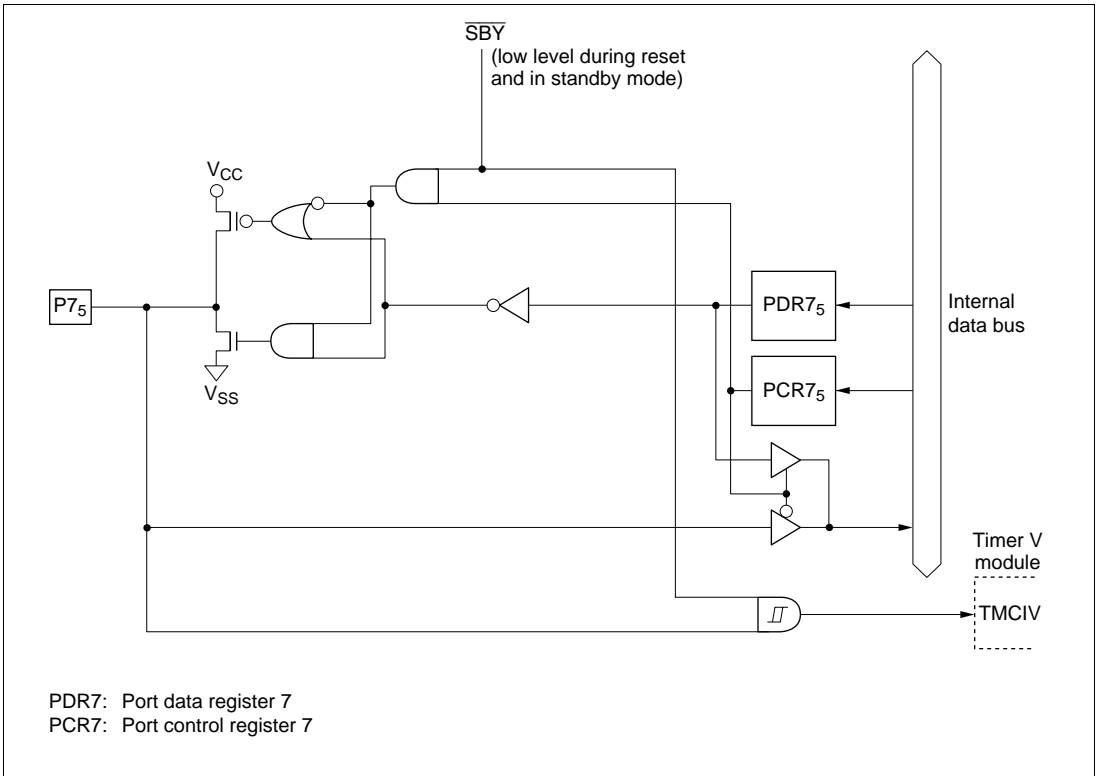 SBY
(low level during reset
and in standby mode)
VCC
P75
VSS
PDR75
PCR75
Internal
data bus
Timer V
module
TMCIV
PDR7: Port data register 7
PCR7: Port control register 7